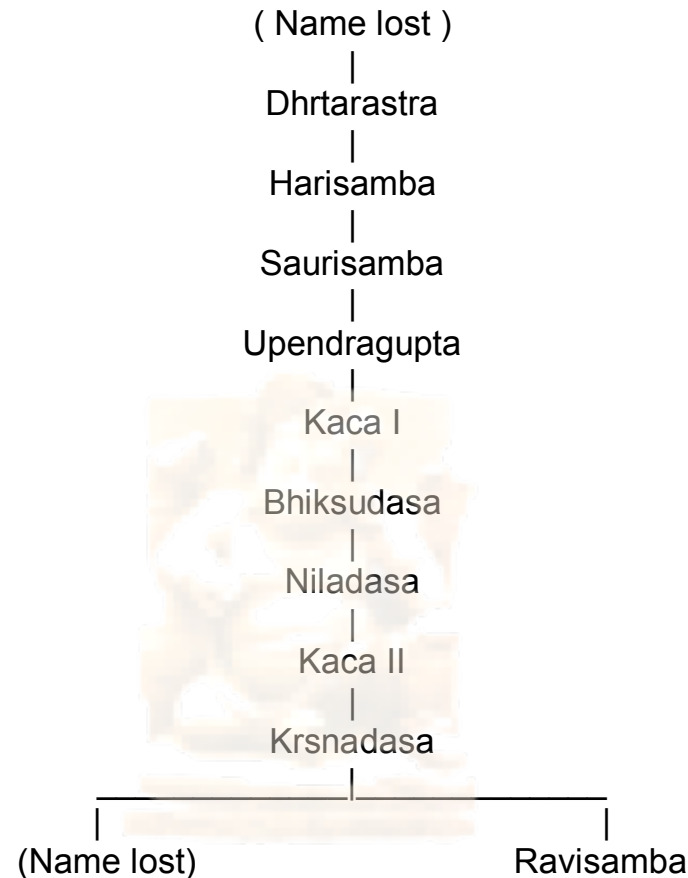 ( Name lost )
Dhrtarastra
Harisamba
Saurisamba
Upendragupta
Kaca I
Bhiksudasa
Niladasa
Kaca II
Krsnadasa
(Name lost) Ravisamba